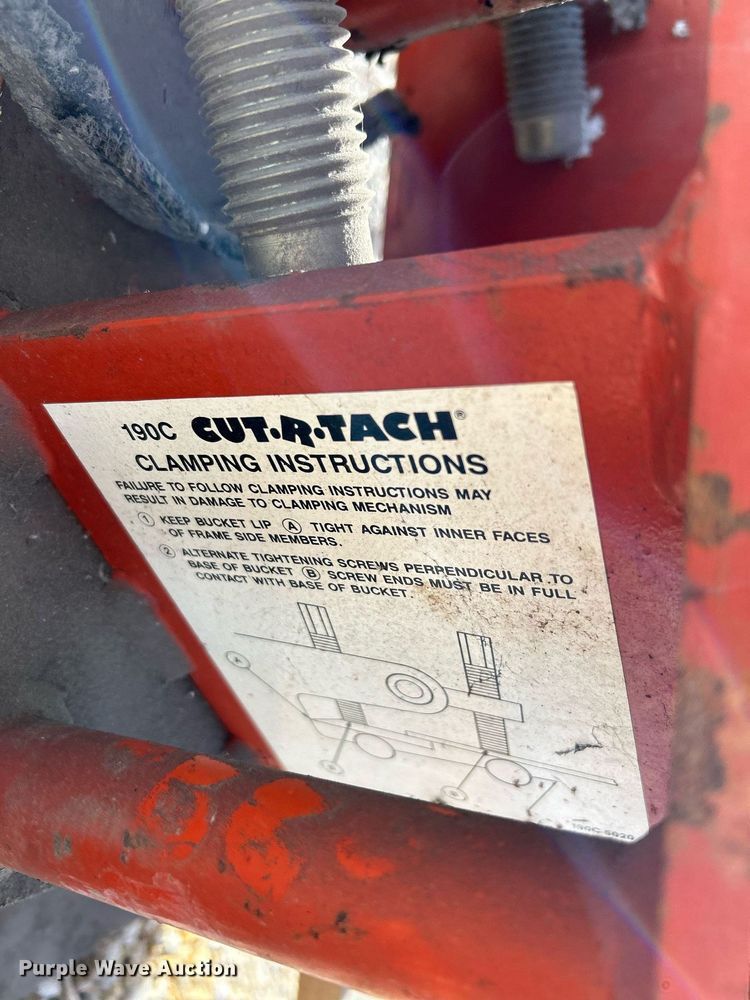 190C CUT·R·TACH®
CLAMPING INSTRUCTIONS
FAILURE TO FOLLOW CLAMPING INSTRUCTIONS MAY
RESULT IN DAMAGE TO CLAMPING MECHANISM
1 KEEP BUCKET LIP A TIGHT AGAINST INNER FACES
OF FRAME SIDE MEMBERS.
2 ALTERNATE TIGHTENING SCREWS PERPENDICULAR TO
BASE OF BUCKET B SCREW ENDS MUST BE IN FULL
CONTACT WITH BASE OF BUCKET.
A
B
B
190C-5020
Purple Wave Auction